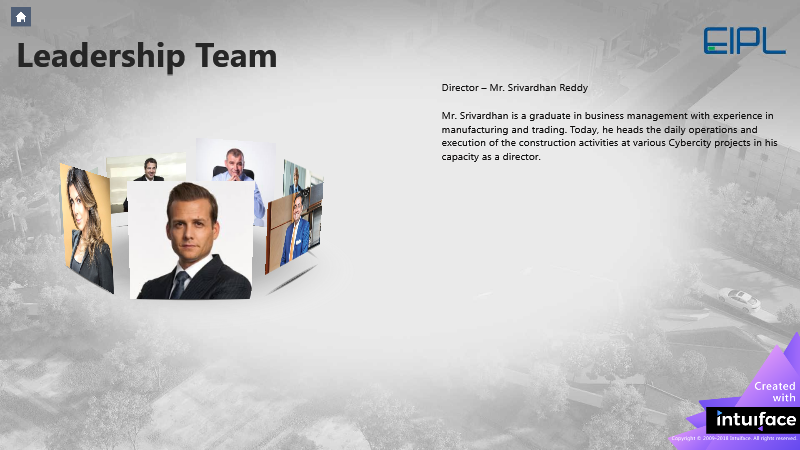 Leadership Team
EIPL
Director – Mr. Srivardhan Reddy
Mr. Srivardhan is a graduate in business management with experience in
manufacturing and trading. Today, he heads the daily operations and
execution of the construction activities at various Cybercity projects in his
capacity as a director.
Created
with
intuiface
Copyright © 2009-2018 Intuiface. All rights reserved.